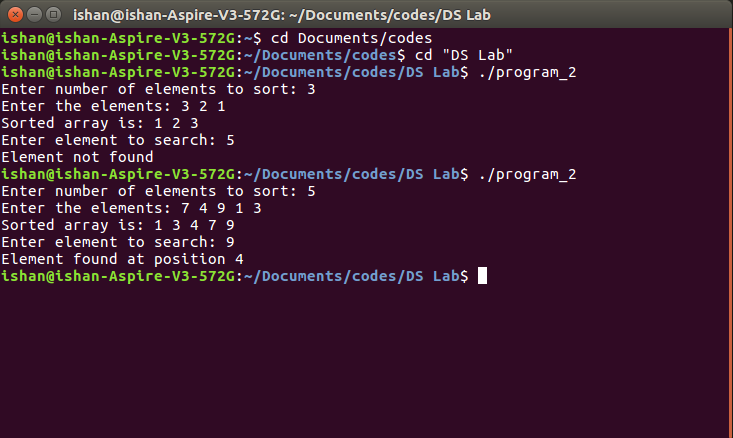 ishan@ishan-Aspire-V3-572G: ~/Documents/codes/DS Lab
ishan@ishan-Aspire-V3-572G:~$ cd Documents/codes
ishan@ishan-Aspire-V3-572G:~/Documents/codes$ cd "DS Lab"
ishan@ishan-Aspire-V3-572G:~/Documents/codes/DS Lab$ ./program_2
Enter number of elements to sort: 3
Enter the elements: 3 2 1
Sorted array is: 1 2 3
Enter element to search: 5
Element not found
ishan@ishan-Aspire-V3-572G:~/Documents/codes/DS Lab$ ./program_2
Enter number of elements to sort: 5
Enter the elements: 7 4 9 1 3
Sorted array is: 1 3 4 7 9
Enter element to search: 9
Element found at position 4
ishan@ishan-Aspire-V3-572G:~/Documents/codes/DS Lab$